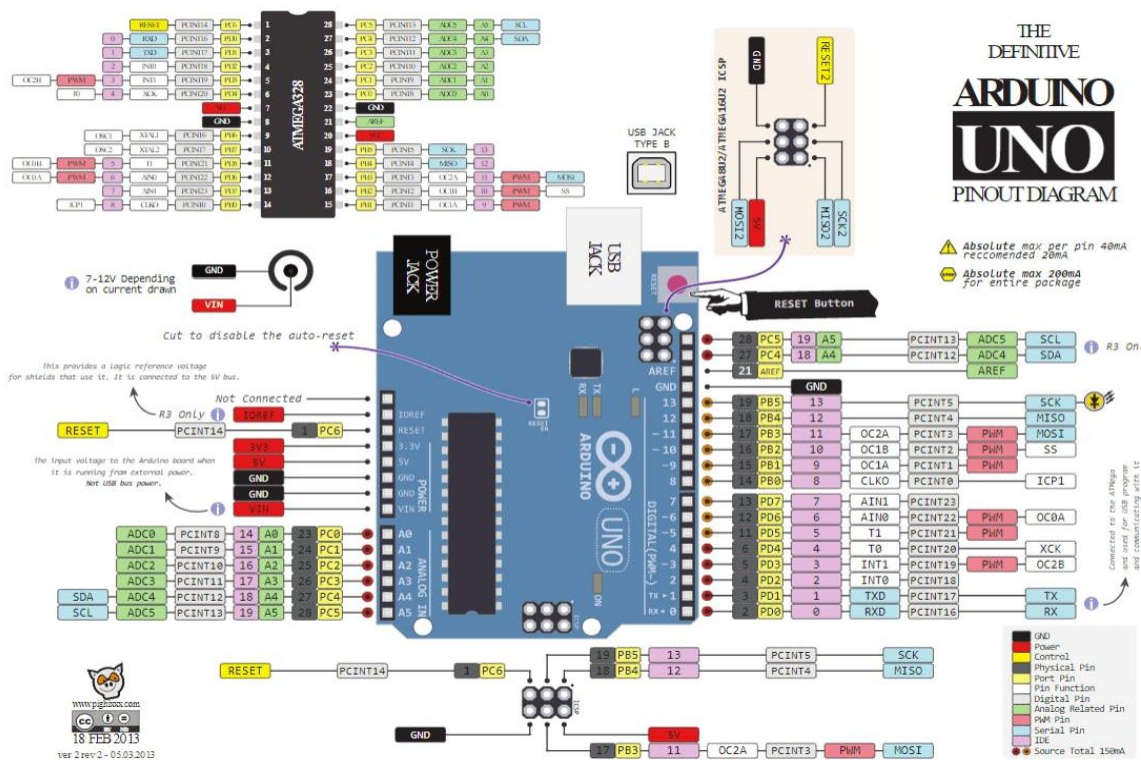 THE
DEFINITIVE
ARDUINO
UNO
PINOUT DIAGRAM
Absolute max per pin 40mA
reccomended 20mA
Absolute max 200mA
for entire package
RESET PCINT14 PC6 1
0 RXD PCINT16 PD0 2
1 TXD PCINT17 PD1 3
2 INT0 PCINT18 PD2 4
OC2B PWM 3 INT1 PCINT19 PD3 5
T0 4 XCK PCINT20 PD4 6
VCC 7
GND 8
OSC1 XTAL1 PCINT6 PB6 9
OSC2 XTAL2 PCINT7 PB7 10
OC0B PWM 5 T1 PCINT21 PD5 11
OC0A PWM 6 AIN0 PCINT22 PD6 12
7 AIN1 PCINT23 PD7 13
ICP1 8 CLKO PCINT0 PB0 14
ATMEGA328
28 PC5 PCINT13 ADC5 A5 SCL
27 PC4 PCINT12 ADC4 A4 SDA
26 PC3 PCINT11 ADC3 A3
25 PC2 PCINT10 ADC2 A2
24 PC1 PCINT9 ADC1 A1
23 PC0 PCINT8 ADC0 A0
22 GND
21 AREF
20 VCC
19 PB5 PCINT5 SCK 13
18 PB4 PCINT4 MISO 12
17 PB3 PCINT3 OC2A 11 PWM MOSI
16 PB2 PCINT2 OC1B 10 PWM SS
15 PB1 PCINT1 OC1A 9 PWM
USB JACK
TYPE B
ATMEGA8U2/ATMEGA16U2 ICSP
GND
RESET2
MOSI2
5V
MISO2
SCK2
7-12V Depending
on current drawn
GND
VIN
POWER
JACK
USB
JACK
RESET
RESET Button
Cut to disable the auto-reset
This provides a logic reference voltage
for shields that use it. It is connected to the 5V bus.
Not Connected
R3 Only IOREF
RESET PCINT14 1 PC6
3V3
5V
GND
GND
VIN
The input voltage to the Arduino board when
it is running from external power.
Not USB bus power.
ADC0 PCINT8 14 A0 23 PC0
ADC1 PCINT9 15 A1 24 PC1
ADC2 PCINT10 16 A2 25 PC2
ADC3 PCINT11 17 A3 26 PC3
SDA ADC4 PCINT12 18 A4 27 PC4
SCL ADC5 PCINT13 19 A5 28 PC5
IOREF
RESET
3.3V
5V
GND
GND
VIN
POWER
A0
A1
A2
A3
A4
A5
ANALOG IN
RESET
EN
RX
TX
L
ARDUINO
UNO
ON
ICSP
AREF
GND
13
12
~11
~10
~9
8
7
~6
~5
4
~3
2
TX 1
RX 0
DIGITAL (PWM~)
28 PC5 19 A5 PCINT13 ADC5 SCL
27 PC4 18 A4 PCINT12 ADC4 SDA
R3 On
21 AREF AREF
GND
19 PB5 13 PCINT5 SCK
18 PB4 12 PCINT4 MISO
17 PB3 11 OC2A PCINT3 PWM MOSI
16 PB2 10 OC1B PCINT2 PWM SS
15 PB1 9 OC1A PCINT1 PWM
14 PB0 8 CLKO PCINT0 ICP1
13 PD7 7 AIN1 PCINT23
12 PD6 6 AIN0 PCINT22 PWM OC0A
11 PD5 5 T1 PCINT21 PWM
6 PD4 4 T0 PCINT20 XCK
5 PD3 3 INT1 PCINT19 PWM OC2B
4 PD2 2 INT0 PCINT18
3 PD1 1 TXD PCINT17 TX
2 PD0 0 RXD PCINT16 RX
Connected to the ATMega
and used for USB program
and communicating with it
RESET PCINT14 1 PC6
19 PB5 13 PCINT5 SCK
18 PB4 12 PCINT4 MISO
ICSP
GND
5V
17 PB3 11 OC2A PCINT3 PWM MOSI
GND
Power
Control
Physical Pin
Port Pin
Pin Function
Digital Pin
Analog Related Pin
PWM Pin
Serial Pin
IDE
Source Total 150mA
www.pighixxx.com
cc
18 FEB 2013
ver 2 rev 2 - 05.03.2013